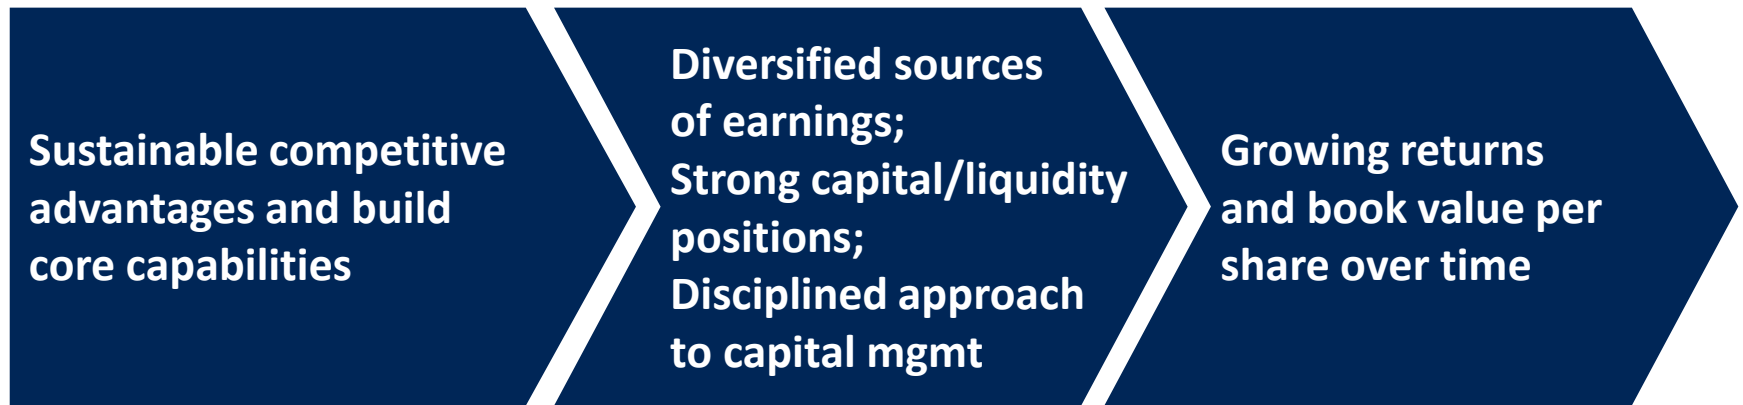 Sustainable competitive
advantages and build
core capabilities
Diversified sources
of earnings;
Strong capital/liquidity
positions;
Disciplined approach
to capital mgmt
Growing returns
and book value per
share over time